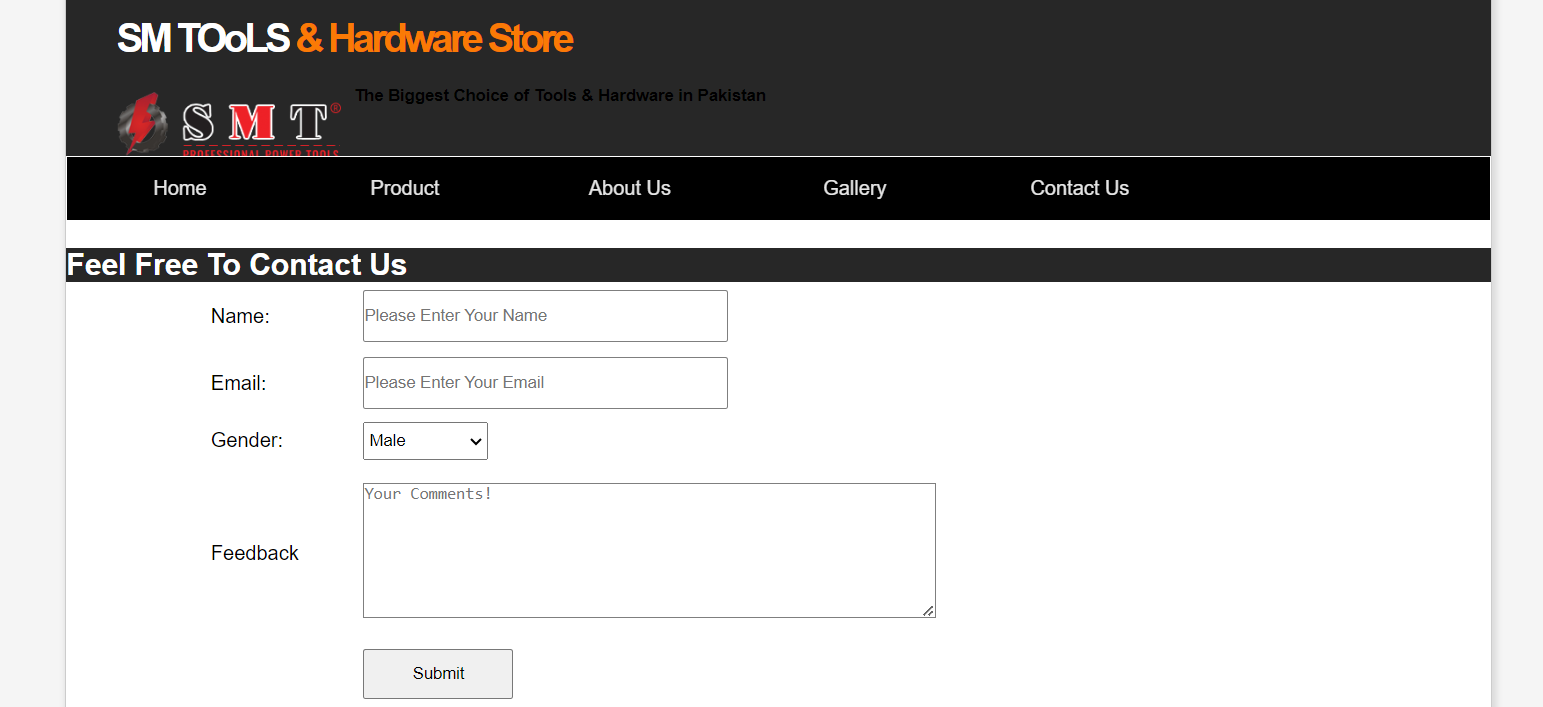 SM TOoLS & Hardware Store
The Biggest Choice of Tools & Hardware in Pakistan
SMT®
PROFESSIONAL POWER TOOLS
Home Product About Us Gallery Contact Us
Feel Free To Contact Us
Name: Please Enter Your Name
Email: Please Enter Your Email
Gender: Male
Your Comments!
Feedback
Submit